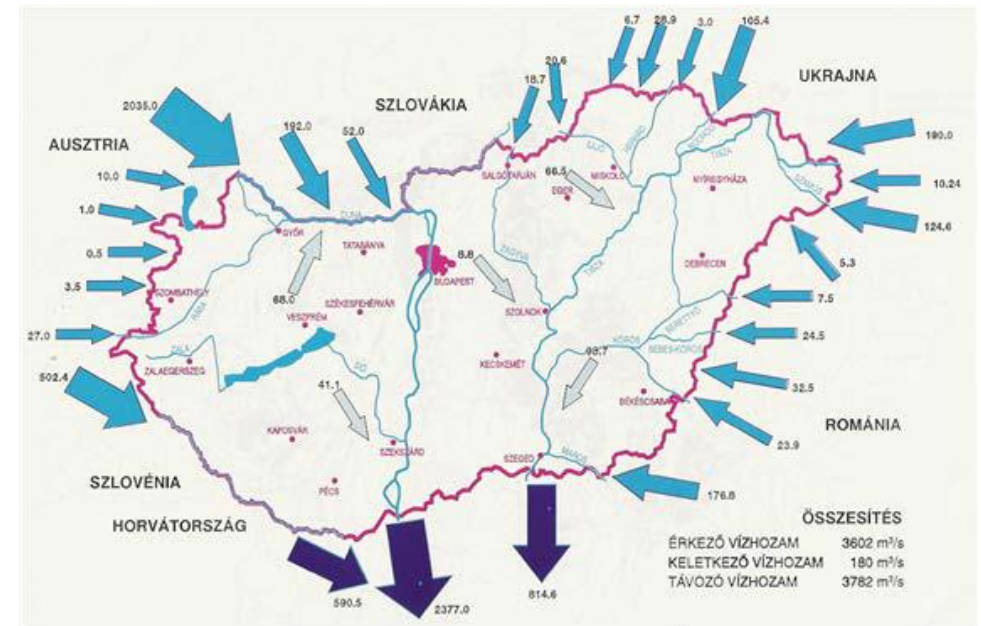 6.7
28.9
3.0
105.4
20.6
18.7
UKRAJNA
SZLOVÁKIA
2035.0
192.0
52.0
AUSZTRIA
190.0
10.0
SAJÓ
HERNÁD
BODROG
TISZA
SALGÓTARJÁN
66.5
MISKOLC
NYÍREGYHÁZA
SZAMOS
10.24
EGER
1.0
DUNA
124.6
GYŐR
TATABÁNYA
ZAGYVA
0.5
8.8
TISZA
DEBRECEN
5.3
BUDAPEST
3.5
SZOMBATHELY
68.0
SZÉKESFEHÉRVÁR
7.5
RÁBA
VESZPRÉM
SZOLNOK
BERETTYÓ
27.0
24.5
KÖRÖS
SEBES-KÖRÖS
ZALA
ZALAEGERSZEG
SIÓ
KECSKEMÉT
502.4
41.1
32.5
BÉKÉSCSABA
KAPOSVÁR
ROMÁNIA
SZEKSZÁRD
23.9
SZEGED
MAROS
SZLOVÉNIA
PÉCS
176.8
HORVÁTORSZÁG
ÖSSZESÍTÉS
ÉRKEZŐ VÍZHOZAM 3602 m³/s
KELETKEZŐ VÍZHOZAM 180 m³/s
TÁVOZÓ VÍZHOZAM 3782 m³/s
590.5
2377.0
814.6